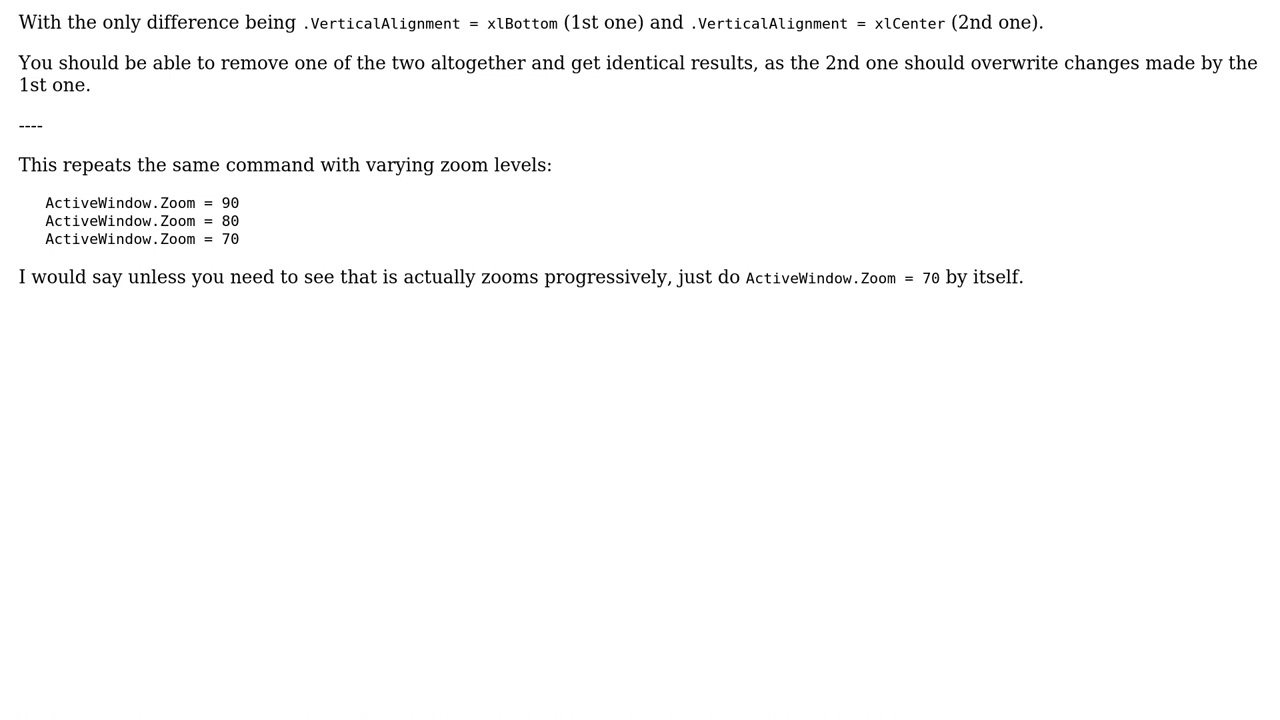 With the only difference being .VerticalAlignment = xlBottom (1st one) and .VerticalAlignment = xlCenter (2nd one).
You should be able to remove one of the two altogether and get identical results, as the 2nd one should overwrite changes made by the
1st one.
----
This repeats the same command with varying zoom levels:
ActiveWindow.Zoom = 90
ActiveWindow.Zoom = 80
ActiveWindow.Zoom = 70
I would say unless you need to see that is actually zooms progressively, just do ActiveWindow.Zoom = 70 by itself.